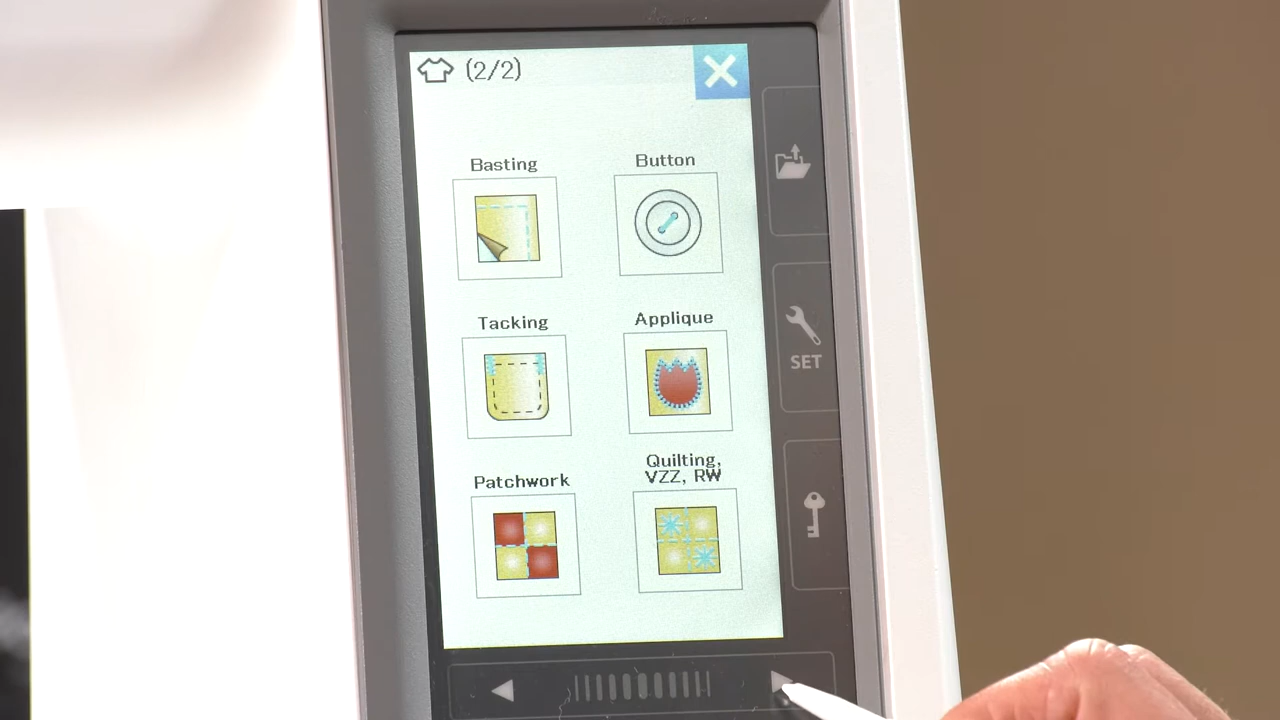 (2/2)
Basting
Button
Tacking
Applique
SET
Patchwork
Quilting,
VZZ, RW